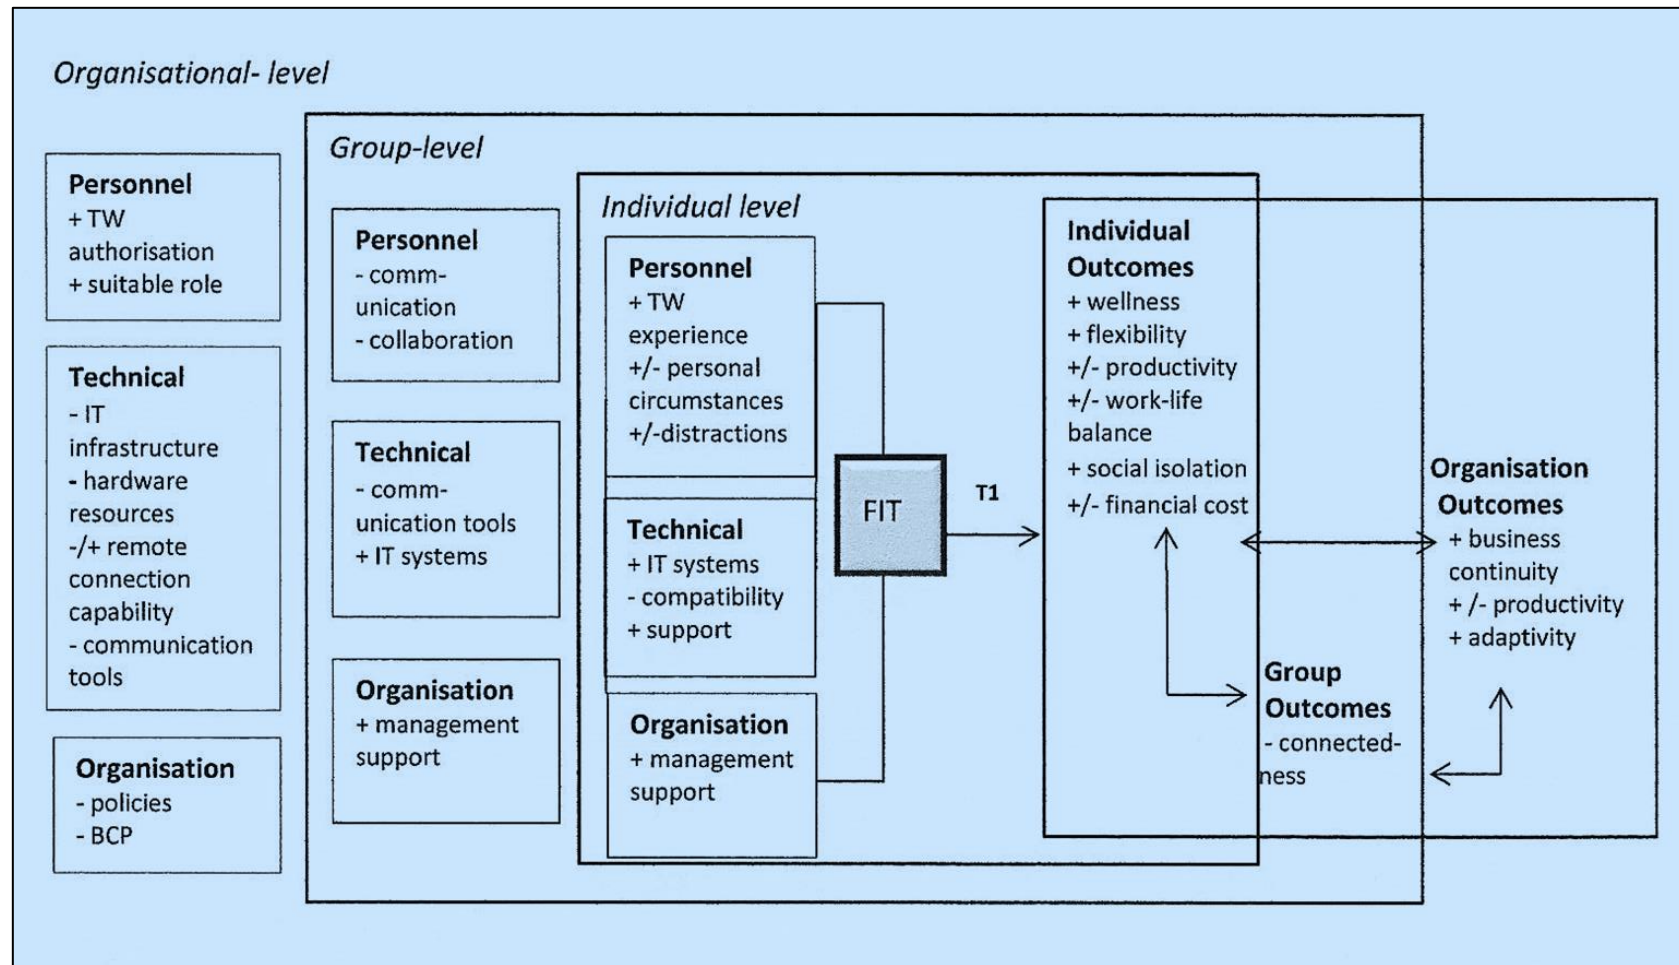 Organisational- level
Personnel
+ TW
authorisation
+ suitable role
Technical
- IT
infrastructure
- hardware
resources
-/+ remote
connection
capability
- communication
tools
Organisation
- policies
- BCP
Group-level
Personnel
- comm-
unication
- collaboration
Technical
- comm-
unication tools
+ IT systems
Organisation
+ management
support
Individual level
Personnel
+ TW
experience
+/- personal
circumstances
+/-distractions
Technical
+ IT systems
- compatibility
+ support
Organisation
+ management
support
FIT
T1
Individual
Outcomes
+ wellness
+ flexibility
+/- productivity
+/- work-life
balance
+ social isolation
+/- financial cost
Group
Outcomes
- connected-
ness
Organisation
Outcomes
+ business
continuity
+ /- productivity
+ adaptivity